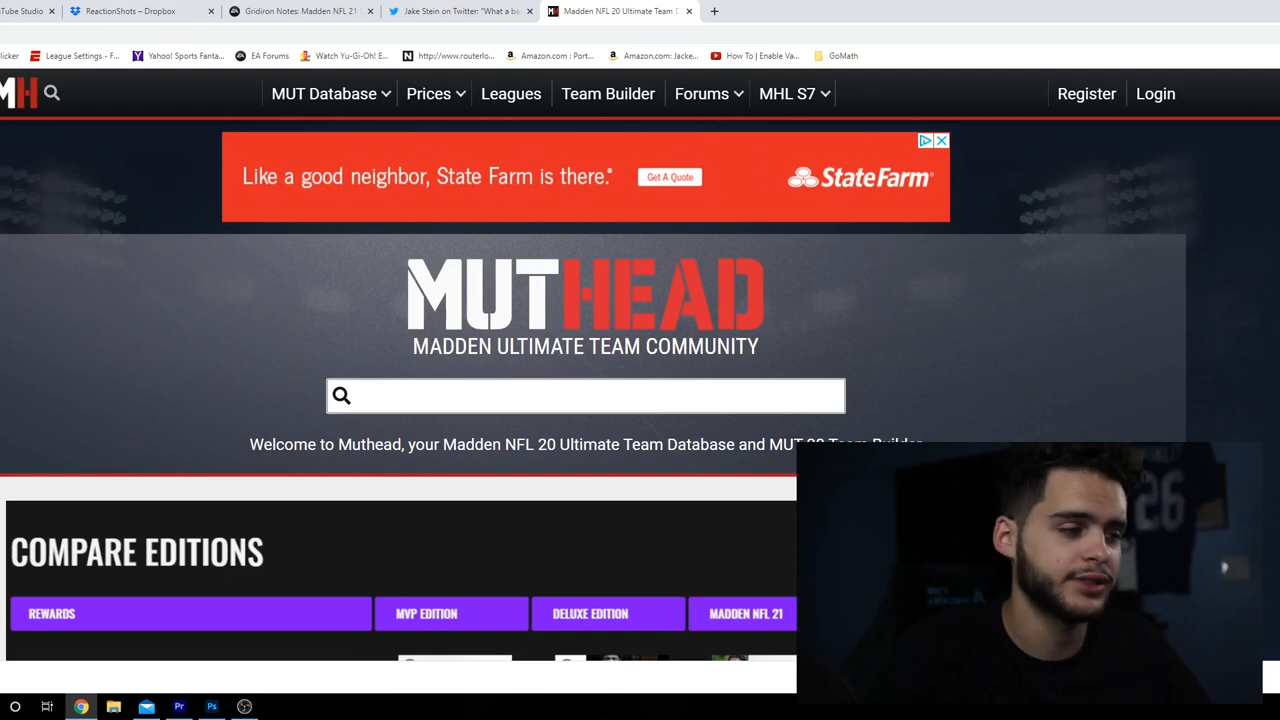 Tube Studio
ReactionShots – Dropbox
Gridiron Notes: Madden NFL 21
Jake Stein on Twitter: "What a ba
Madden NFL 20 Ultimate Team D
licker
League Settings - F...
Yahoo! Sports Fanta...
EA Forums
Watch Yu-Gi-Oh! E...
http://www.routerlo...
Amazon.com : Port...
Amazon.com: Jacke...
How To | Enable Va...
GoMath
MH
MUT Database
Prices
Leagues
Team Builder
Forums
MHL S7
Register
Login
Like a good neighbor, State Farm is there.®
Get A Quote
StateFarm®
MUTHEAD
MADDEN ULTIMATE TEAM COMMUNITY
Welcome to Muthead, your Madden NFL 20 Ultimate Team Database and MUT 20 Team Builder
COMPARE EDITIONS
REWARDS
MVP EDITION
DELUXE EDITION
MADDEN NFL 21
26
Pr
Ps